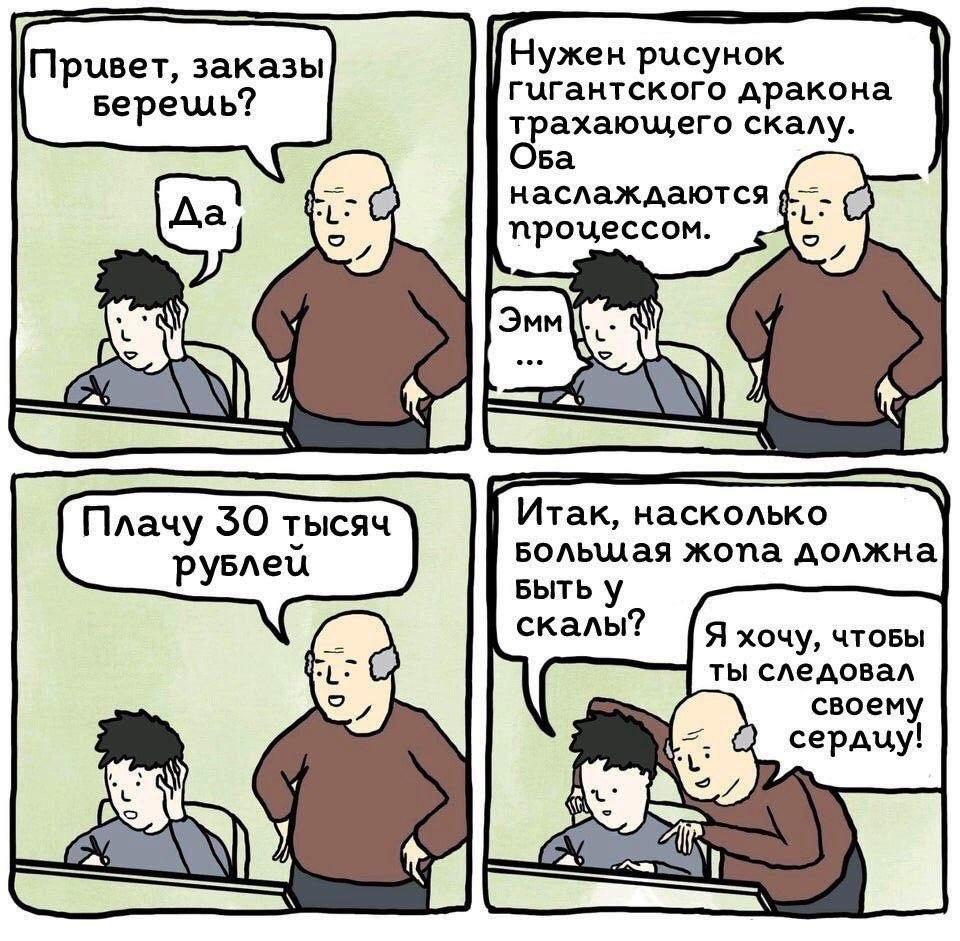 Привет, заказы
берешь?
Да
Нужен рисунок
гигантского дракона
трахающего скалу.
Оба
наслаждаются
процессом.
Эмм
...
Плачу 30 тысяч
рублей
Итак, насколько
большая жопа должна
быть у
скалы?
Я хочу, чтобы
ты следовал
своему
сердцу!